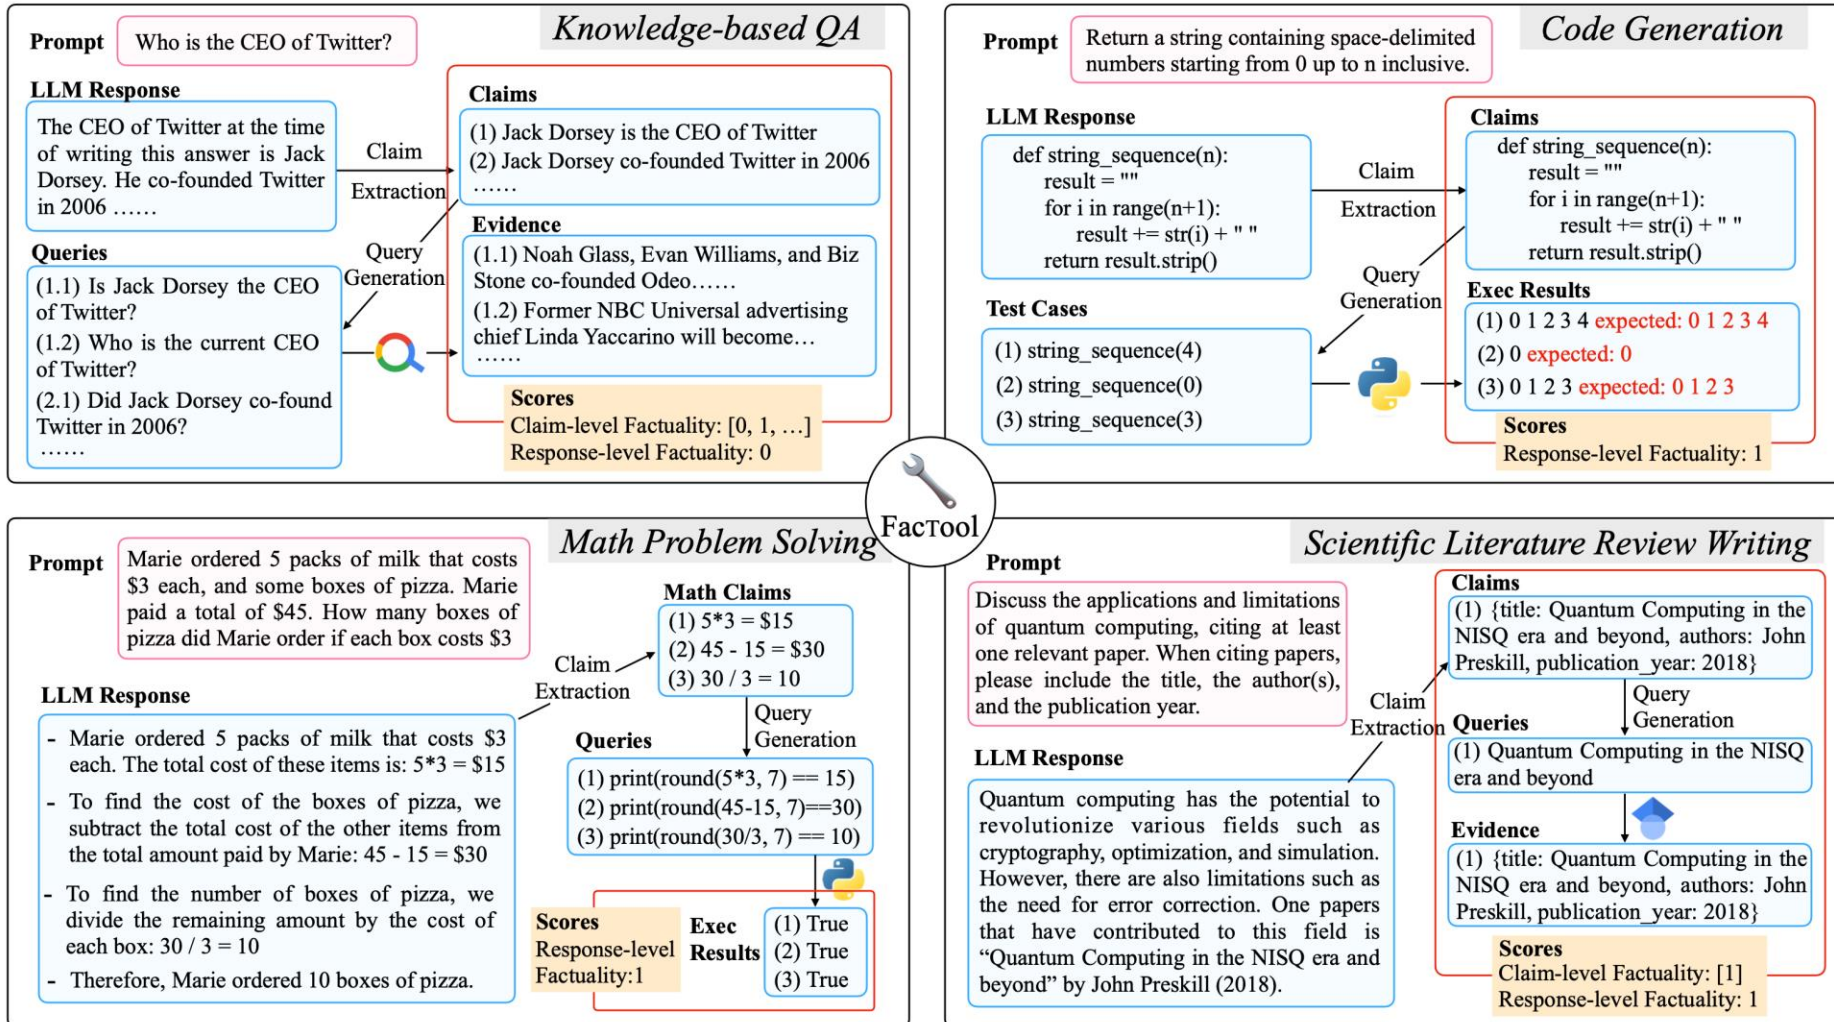 Knowledge-based QA
Prompt
Who is the CEO of Twitter?
LLM Response
The CEO of Twitter at the time
of writing this answer is Jack
Dorsey. He co-founded Twitter
in 2006 ……
Claim
Extraction
Claims
(1) Jack Dorsey is the CEO of Twitter
(2) Jack Dorsey co-founded Twitter in 2006
……
Query
Generation
Queries
(1.1) Is Jack Dorsey the CEO
of Twitter?
(1.2) Who is the current CEO
of Twitter?
(2.1) Did Jack Dorsey co-found
Twitter in 2006?
……
Evidence
(1.1) Noah Glass, Evan Williams, and Biz
Stone co-founded Odeo……
(1.2) Former NBC Universal advertising
chief Linda Yaccarino will become…
……
Scores
Claim-level Factuality: [0, 1, …]
Response-level Factuality: 0
Code Generation
Prompt
Return a string containing space-delimited
numbers starting from 0 up to n inclusive.
LLM Response
def string_sequence(n):
result = ""
for i in range(n+1):
result += str(i) + " "
return result.strip()
Claim
Extraction
Claims
def string_sequence(n):
result = ""
for i in range(n+1):
result += str(i) + " "
return result.strip()
Query
Generation
Test Cases
(1) string_sequence(4)
(2) string_sequence(0)
(3) string_sequence(3)
Exec Results
(1) 0 1 2 3 4 expected: 0 1 2 3 4
(2) 0 expected: 0
(3) 0 1 2 3 expected: 0 1 2 3
Scores
Response-level Factuality: 1
FACTOOL
Math Problem Solving
Prompt
Marie ordered 5 packs of milk that costs
$3 each, and some boxes of pizza. Marie
paid a total of $45. How many boxes of
pizza did Marie order if each box costs $3
LLM Response
- Marie ordered 5 packs of milk that costs $3
each. The total cost of these items is: 5*3 = $15
- To find the cost of the boxes of pizza, we
subtract the total cost of the other items from
the total amount paid by Marie: 45 - 15 = $30
- To find the number of boxes of pizza, we
divide the remaining amount by the cost of
each box: 30 / 3 = 10
- Therefore, Marie ordered 10 boxes of pizza.
Claim
Extraction
Math Claims
(1) 5*3 = $15
(2) 45 - 15 = $30
(3) 30 / 3 = 10
Query
Generation
Queries
(1) print(round(5*3, 7) == 15)
(2) print(round(45-15, 7)==30)
(3) print(round(30/3, 7) == 10)
Scores
Response-level
Factuality:1
Exec
Results
(1) True
(2) True
(3) True
Scientific Literature Review Writing
Prompt
Discuss the applications and limitations
of quantum computing, citing at least
one relevant paper. When citing papers,
please include the title, the author(s),
and the publication year.
LLM Response
Quantum computing has the potential to
revolutionize various fields such as
cryptography, optimization, and simulation.
However, there are also limitations such as
the need for error correction. One papers
that have contributed to this field is
“Quantum Computing in the NISQ era and
beyond” by John Preskill (2018).
Claim
Extraction
Claims
(1) {title: Quantum Computing in the
NISQ era and beyond, authors: John
Preskill, publication_year: 2018}
Query
Generation
Queries
(1) Quantum Computing in the NISQ
era and beyond
Evidence
(1) {title: Quantum Computing in the
NISQ era and beyond, authors: John
Preskill, publication_year: 2018}
Scores
Claim-level Factuality: [1]
Response-level Factuality: 1